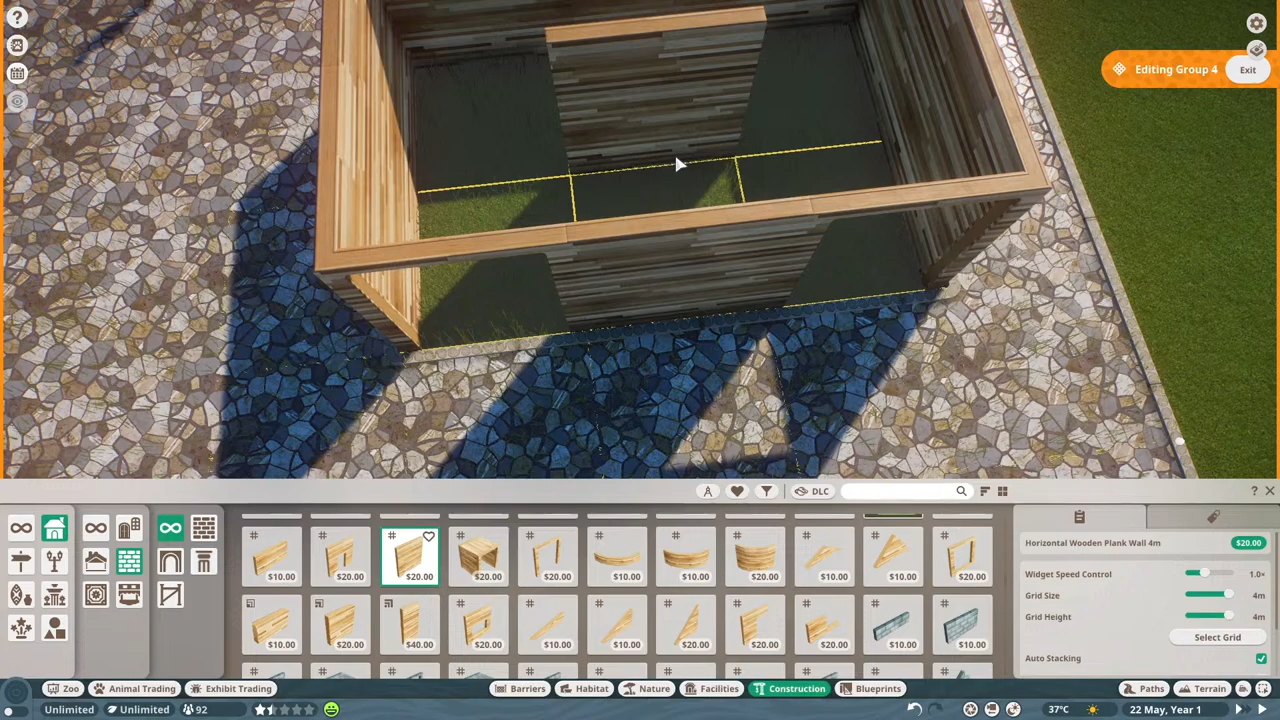 ?
Editing Group 4
Exit
DLC
? X
$10.00 $20.00 $20.00 $20.00 $20.00 $10.00 $10.00 $20.00 $10.00 $10.00 $20.00
$10.00 $20.00 $40.00 $20.00 $10.00 $10.00 $20.00 $20.00 $20.00 $10.00 $20.00
Horizontal Wooden Plank Wall 4m $20.00
Widget Speed Control 1.0×
Grid Size 4m
Grid Height 4m
Select Grid
Auto Stacking
Zoo Animal Trading Exhibit Trading Barriers Habitat Nature Facilities Construction Blueprints Paths Terrain
Unlimited Unlimited 92 37°C 22 May, Year 1